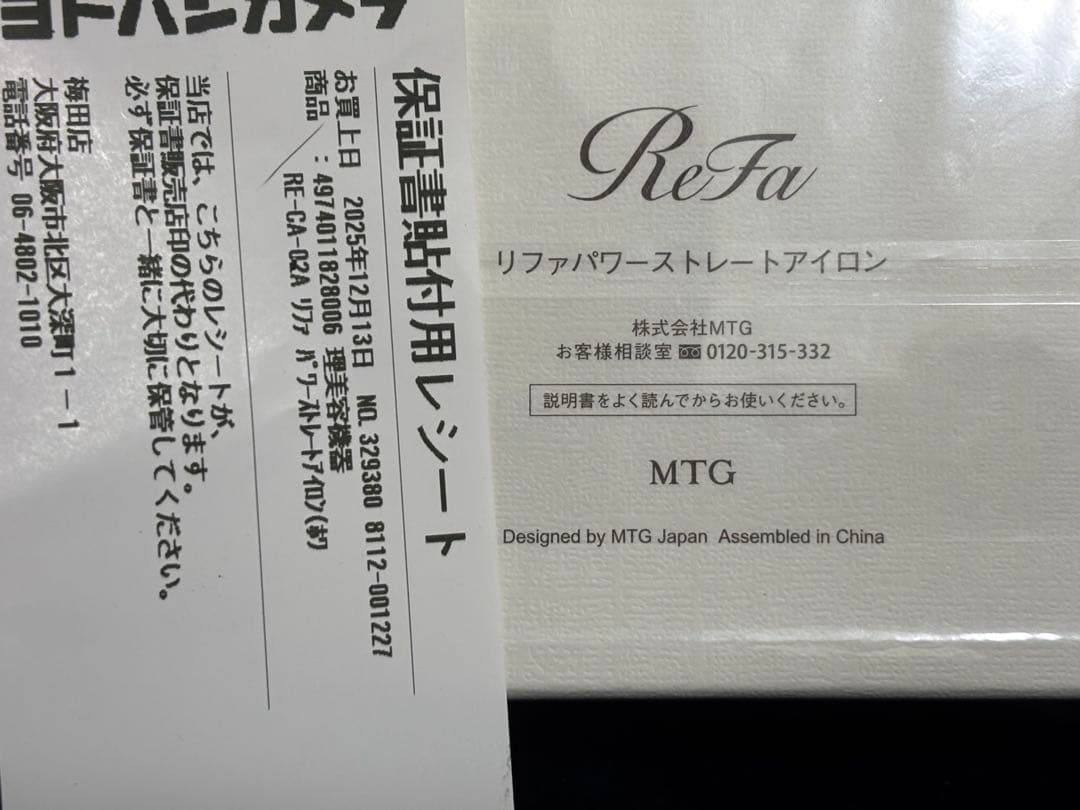 ヨドバシカメラ
保証書貼付用レシート
お買上日 2025年12月13日 NO. 329380 8112-001227
商品 : 4974011828006 理美容機器
RE-CA-02A リファ パワーストレートアイロン(ホワ
当店では、こちらのレシートが、
保証書販売店印の代わりとなります。
必ず保証書と一緒に大切に保管してください。
梅田店
大阪府大阪市北区大深町1-1
電話番号 06-4802-1010
ReFa
リファパワーストレートアイロン
株式会社MTG
お客様相談室 0120-315-332
説明書をよく読んでからお使いください。
MTG
Designed by MTG Japan Assembled in China